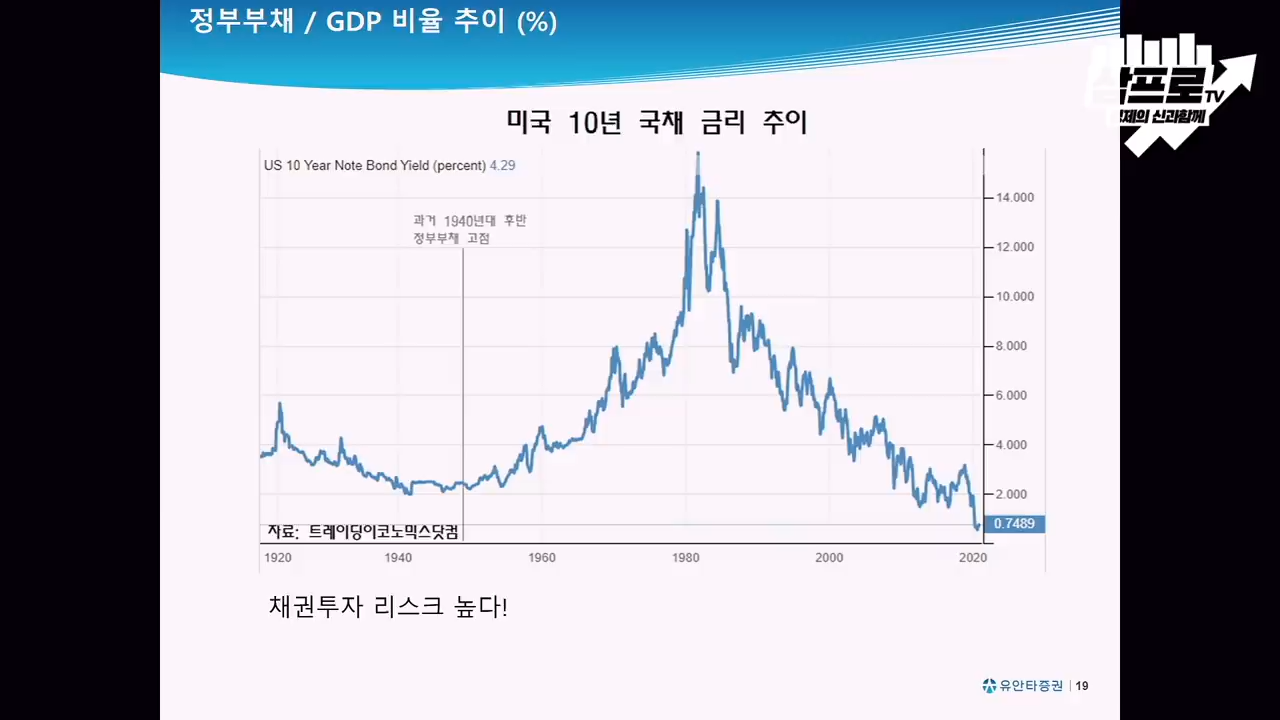 정부부채 / GDP 비율 추이 (%)
삼프로TV
경제의 신과함께
미국 10년 국채 금리 추이
US 10 Year Note Bond Yield (percent) 4.29
과거 1940년대 후반
정부부채 고점
14.000
12.000
10.000
8.000
6.000
4.000
2.000
0.7489
자료: 트레이딩이코노믹스닷컴
1920 1940 1960 1980 2000 2020
채권투자 리스크 높다!
유안타증권 19